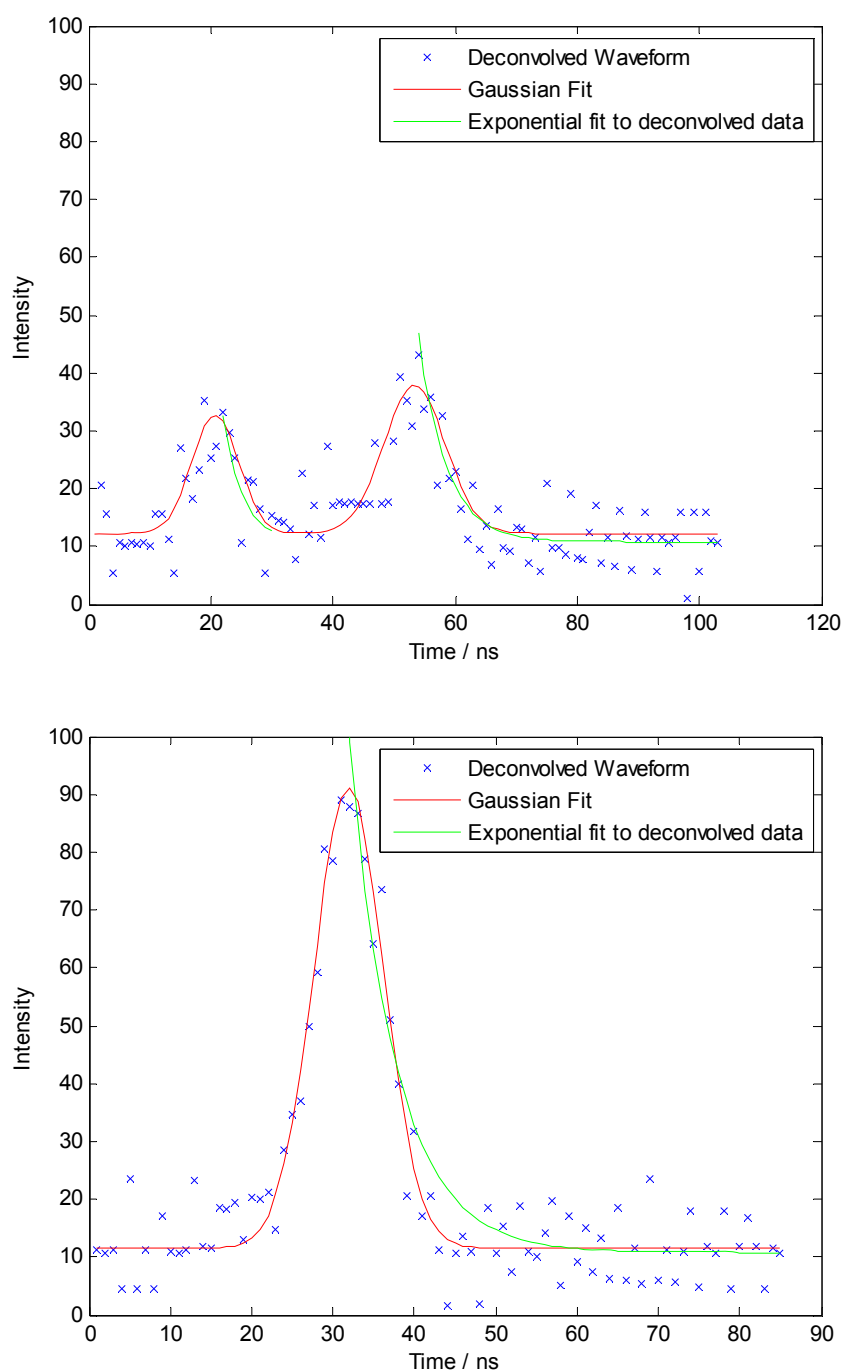 100
90
80
70
60
50
40
30
20
10
0
Intensity
Deconvolved Waveform
Gaussian Fit
Exponential fit to deconvolved data
0 20 40 60 80 100 120
Time / ns
100
90
80
70
60
50
40
30
20
10
0
Intensity
Deconvolved Waveform
Gaussian Fit
Exponential fit to deconvolved data
0 10 20 30 40 50 60 70 80 90
Time / ns